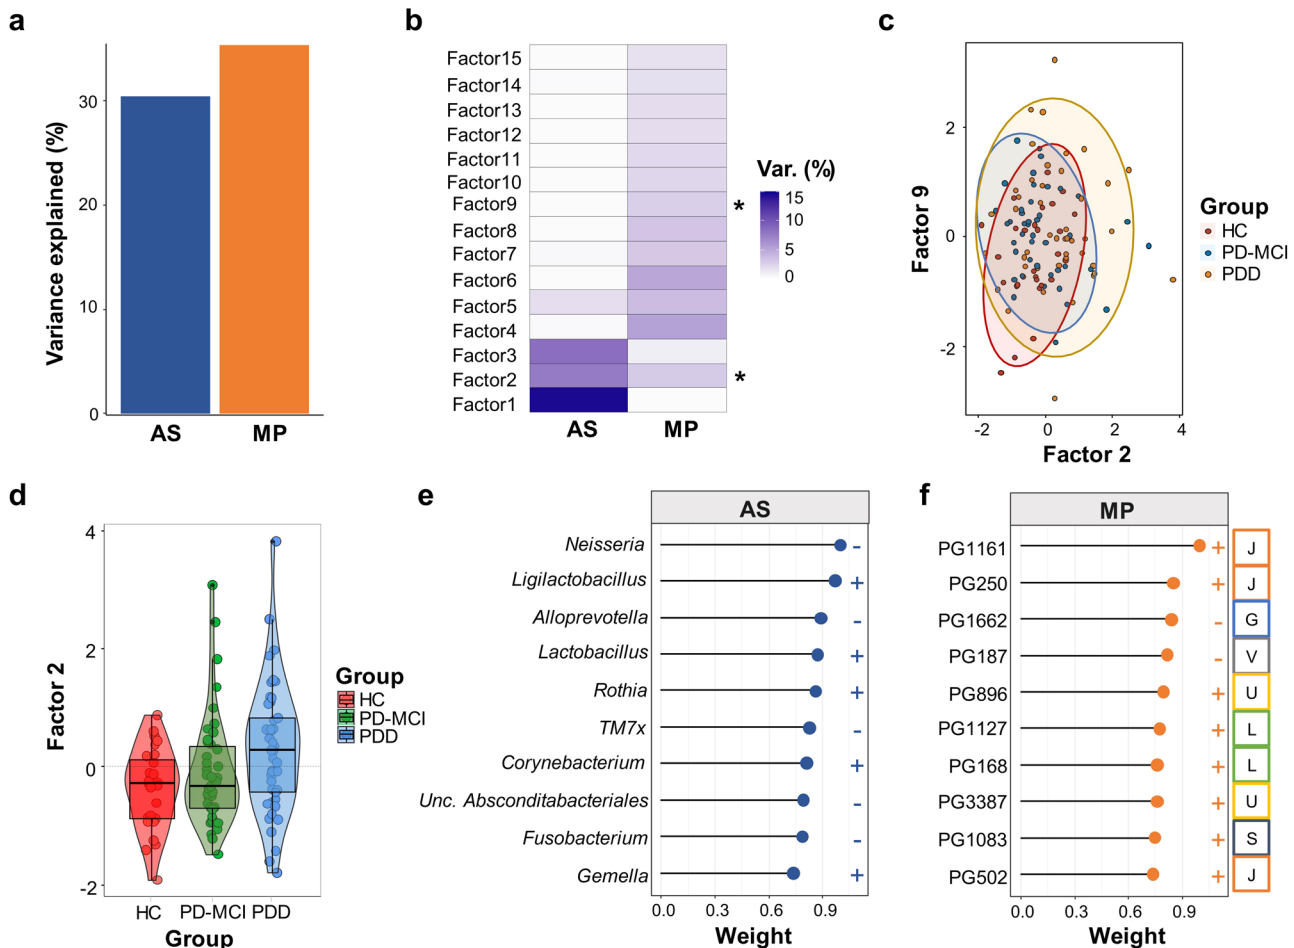 a
Variance explained (%)
30
20
10
0
AS
MP
b
Factor15
Factor14
Factor13
Factor12
Factor11
Factor10
Factor9
*
Factor8
Factor7
Factor6
Factor5
Factor4
Factor3
Factor2
*
Factor1
AS
MP
Var. (%)
15
10
5
0
c
Factor 9
2
0
-2
-2
0
2
4
Factor 2
Group
HC
PD-MCI
PDD
d
Factor 2
4
2
0
-2
HC
PD-MCI
PDD
Group
Group
HC
PD-MCI
PDD
e
AS
Neisseria -
Ligilactobacillus +
Alloprevotella -
Lactobacillus +
Rothia +
TM7x -
Corynebacterium +
Unc. Absconditabacteriales -
Fusobacterium -
Gemella +
0.0 0.3 0.6 0.9
Weight
f
MP
PG1161 + J
PG250 + J
PG1662 - G
PG187 - V
PG896 + U
PG1127 + L
PG168 + L
PG3387 + U
PG1083 + S
PG502 + J
0.0 0.3 0.6 0.9
Weight